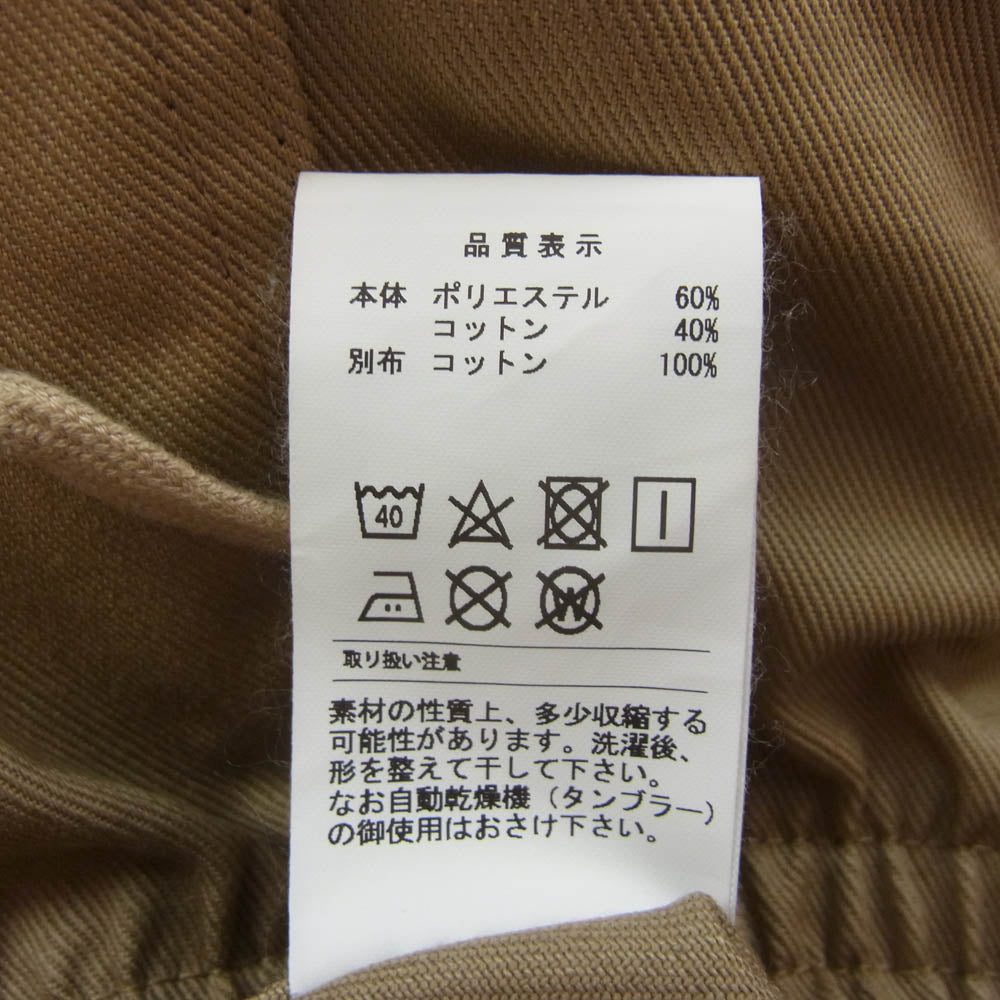 品質表示
本体 ポリエステル 60%
コットン 40%
別布 コットン 100%
40
W
取り扱い注意
素材の性質上、多少収縮する
可能性があります。洗濯後、
形を整えて干して下さい。
なお自動乾燥機（タンブラー）
の御使用はおさけ下さい。